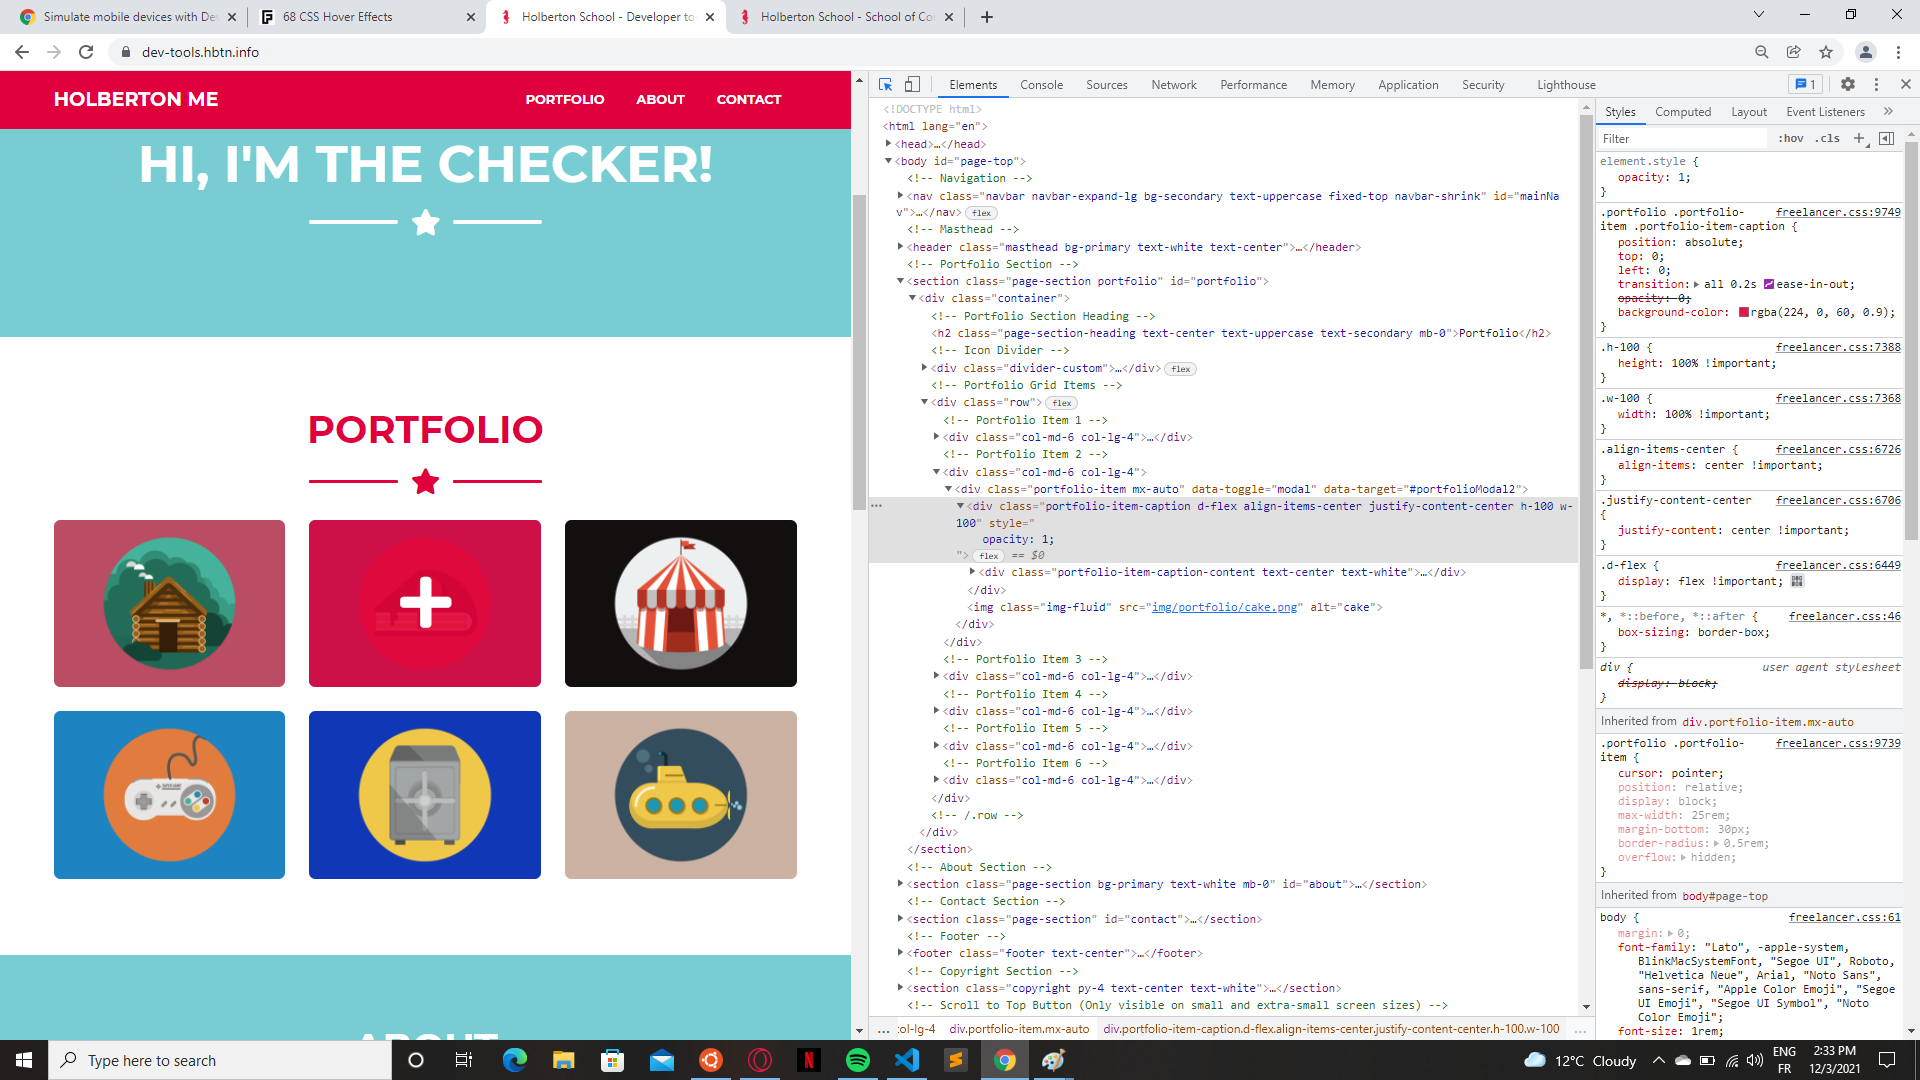 Simulate mobile devices with De
68 CSS Hover Effects
Holberton School - Developer to
Holberton School - School of Co
dev-tools.hbtn.info
HOLBERTON ME
PORTFOLIO
ABOUT
CONTACT
HI, I'M THE CHECKER!
PORTFOLIO
ABOUT
Elements
Console
Sources
Network
Performance
Memory
Application
Security
Lighthouse
1
<!DOCTYPE html>
<html lang="en">
<head>…</head>
<body id="page-top">
<!-- Navigation -->
<nav class="navbar navbar-expand-lg bg-secondary text-uppercase fixed-top navbar-shrink" id="mainNa
v">…</nav> flex
<!-- Masthead -->
<header class="masthead bg-primary text-white text-center">…</header>
<!-- Portfolio Section -->
<section class="page-section portfolio" id="portfolio">
<div class="container">
<!-- Portfolio Section Heading -->
<h2 class="page-section-heading text-center text-uppercase text-secondary mb-0">Portfolio</h2>
<!-- Icon Divider -->
<div class="divider-custom">…</div> flex
<!-- Portfolio Grid Items -->
<div class="row"> flex
<!-- Portfolio Item 1 -->
<div class="col-md-6 col-lg-4">…</div>
<!-- Portfolio Item 2 -->
<div class="col-md-6 col-lg-4">
<div class="portfolio-item mx-auto" data-toggle="modal" data-target="#portfolioModal2">
<div class="portfolio-item-caption d-flex align-items-center justify-content-center h-100 w-
100" style="
opacity: 1;
"> flex == $0
<div class="portfolio-item-caption-content text-center text-white">…</div>
</div>
<img class="img-fluid" src="img/portfolio/cake.png" alt="cake">
</div>
</div>
<!-- Portfolio Item 3 -->
<div class="col-md-6 col-lg-4">…</div>
<!-- Portfolio Item 4 -->
<div class="col-md-6 col-lg-4">…</div>
<!-- Portfolio Item 5 -->
<div class="col-md-6 col-lg-4">…</div>
<!-- Portfolio Item 6 -->
<div class="col-md-6 col-lg-4">…</div>
</div>
<!-- /.row -->
</div>
</section>
<!-- About Section -->
<section class="page-section bg-primary text-white mb-0" id="about">…</section>
<!-- Contact Section -->
<section class="page-section" id="contact">…</section>
<!-- Footer -->
<footer class="footer text-center">…</footer>
<!-- Copyright Section -->
<section class="copyright py-4 text-center text-white">…</section>
<!-- Scroll to Top Button (Only visible on small and extra-small screen sizes) -->
… col-lg-4 div.portfolio-item.mx-auto div.portfolio-item-caption.d-flex.align-items-center.justify-content-center.h-100.w-100 …
Styles
Computed
Layout
Event Listeners
»
Filter
:hov .cls +
element.style {
opacity: 1;
}
.portfolio .portfolio- freelancer.css:9749
item .portfolio-item-caption {
position: absolute;
top: 0;
left: 0;
transition: all 0.2s ease-in-out;
opacity: 0;
background-color: rgba(224, 0, 60, 0.9);
}
.h-100 { freelancer.css:7388
height: 100% !important;
}
.w-100 { freelancer.css:7368
width: 100% !important;
}
.align-items-center { freelancer.css:6726
align-items: center !important;
}
.justify-content-center freelancer.css:6706
{
justify-content: center !important;
}
.d-flex { freelancer.css:6449
display: flex !important;
}
*, *::before, *::after { freelancer.css:46
box-sizing: border-box;
}
div { user agent stylesheet
display: block;
}
Inherited from div.portfolio-item.mx-auto
.portfolio .portfolio- freelancer.css:9739
item {
cursor: pointer;
position: relative;
display: block;
max-width: 25rem;
margin-bottom: 30px;
border-radius: 0.5rem;
overflow: hidden;
}
Inherited from body#page-top
body { freelancer.css:61
margin: 0;
font-family: "Lato", -apple-system,
BlinkMacSystemFont, "Segoe UI", Roboto,
"Helvetica Neue", Arial, "Noto Sans",
sans-serif, "Apple Color Emoji", "Segoe
UI Emoji", "Segoe UI Symbol", "Noto
Color Emoji";
font-size: 1rem;
Type here to search
12°C Cloudy
ENG
FR
2:33 PM
12/3/2021